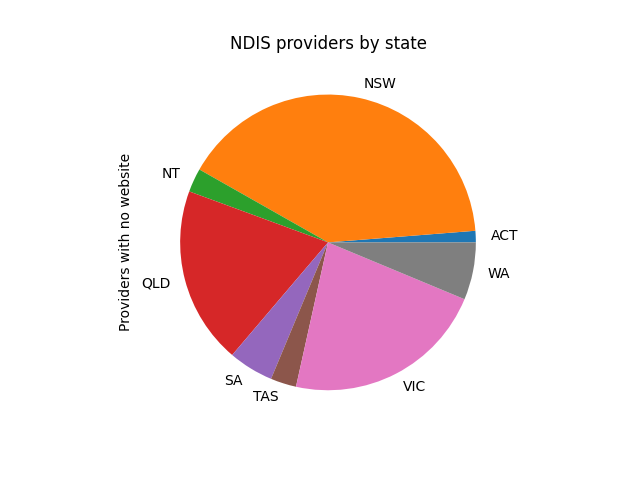 NDIS providers by state
NSW
NT
ACT
Providers with no website
WA
QLD
SA
VIC
TAS